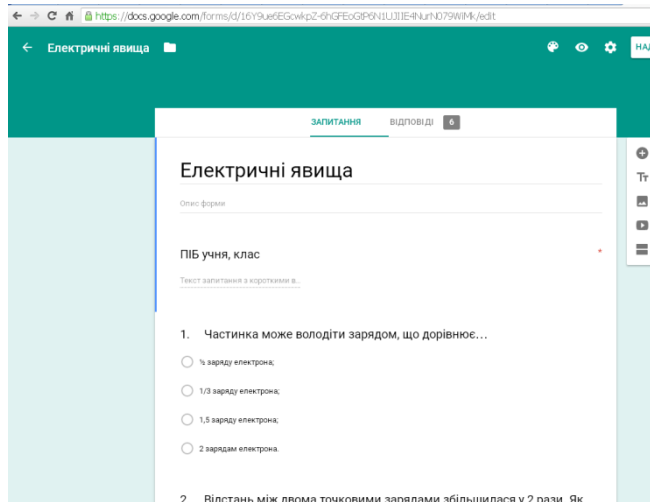 https://docs.google.com/forms/d/16Y9ue6EGcwkpZ-6hGFEoGtP6N1UJIIE4NurN079WiMk/edit
Електричні явища
НАД
ЗАПИТАННЯ ВІДПОВІДІ 6
Електричні явища
Опис форми
ПІБ учня, клас *
Текст запитання з короткими в...
1. Частинка може володіти зарядом, що дорівнює...
½ заряду електрона;
1/3 заряду електрона;
1,5 заряду електрона;
2 зарядам електрона.
2. Відстань між двома точковими зарядами збільшилася у 2 рази. Як